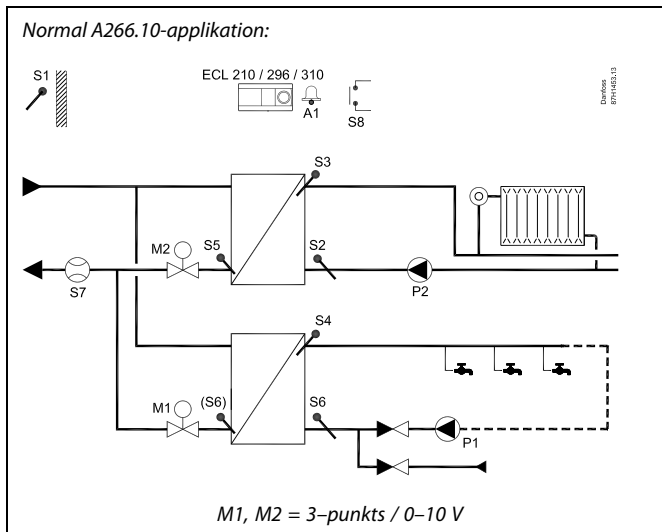 Normal A266.10-applikation:
S1
ECL 210 / 296 / 310
A1
S8
Danfoss
87H1453.13
S3
M2
S5
S2
S7
P2
S4
M1
(S6)
S6
P1
M1, M2 = 3–punkts / 0–10 V